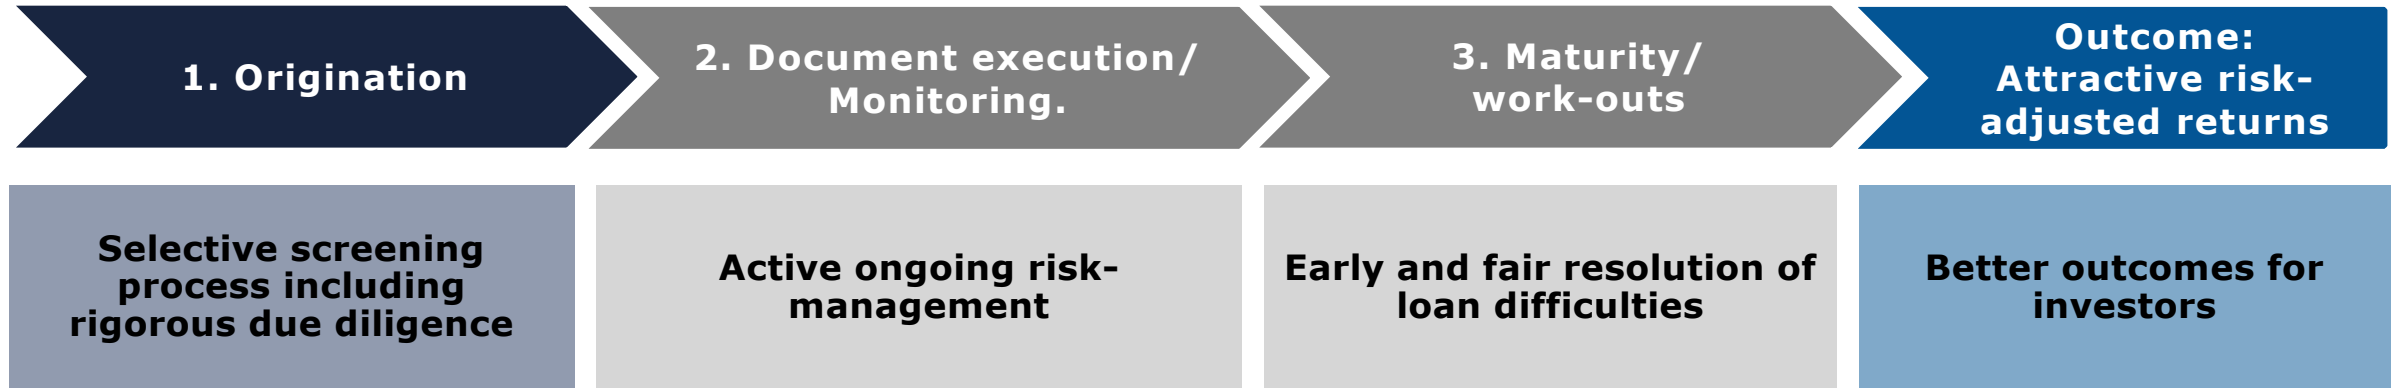 1. Origination
2. Document execution/
Monitoring.
3. Maturity/
work-outs
Outcome:
Attractive risk-
adjusted returns
Selective screening
process including
rigorous due diligence
Active ongoing risk-
management
Early and fair resolution of
loan difficulties
Better outcomes for
investors